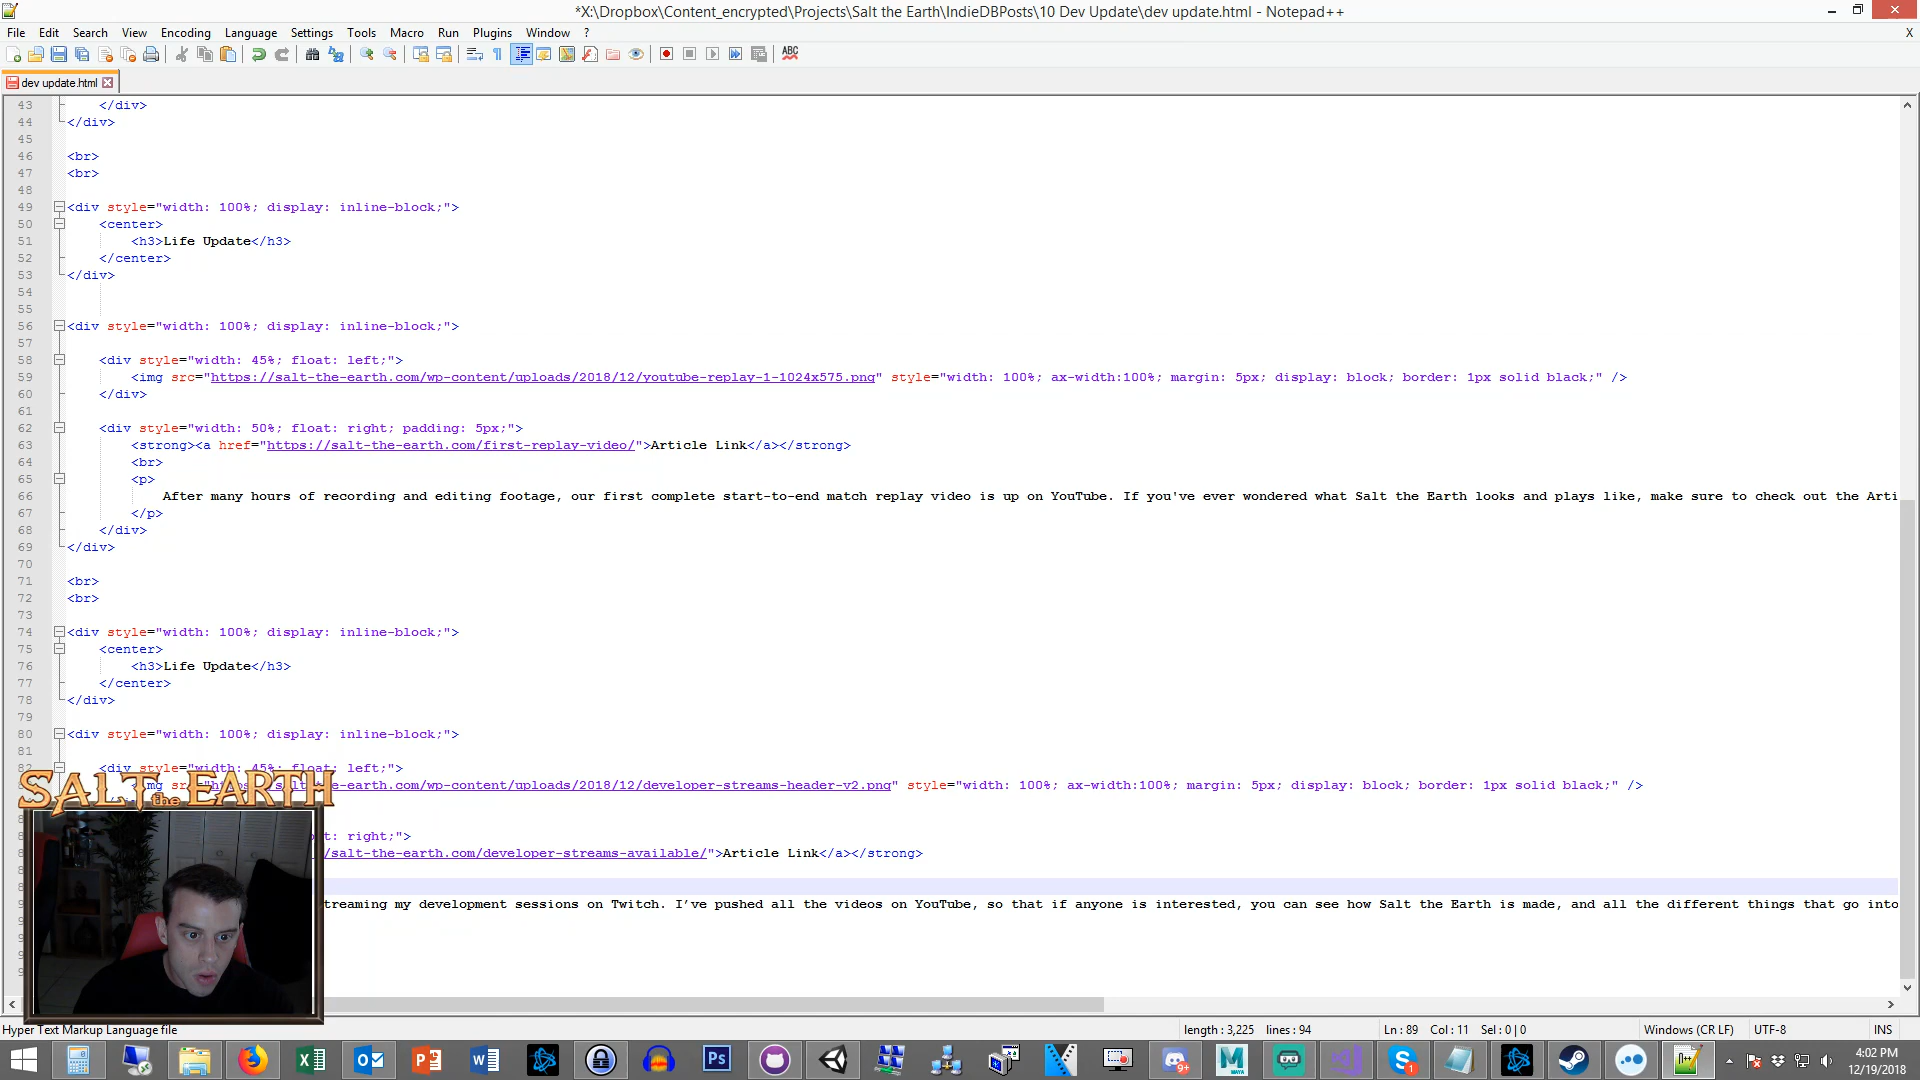 *X:\Dropbox\Content_encrypted\Projects\Salt the Earth\IndieDBPosts\10 Dev Update\dev update.html - Notepad++
File Edit Search View Encoding Language Settings Tools Macro Run Plugins Window ? X
ABC
dev update.html
43 </div>
44 </div>
45
46 <br>
47 <br>
48
49 <div style="width: 100%; display: inline-block;">
50 <center>
51 <h3>Life Update</h3>
52 </center>
53 </div>
54
55
56 <div style="width: 100%; display: inline-block;">
57
58 <div style="width: 45%; float: left;">
59 <img src="https://salt-the-earth.com/wp-content/uploads/2018/12/youtube-replay-1-1024x575.png" style="width: 100%; ax-width:100%; margin: 5px; display: block; border: 1px solid black;" />
60 </div>
61
62 <div style="width: 50%; float: right; padding: 5px;">
63 <strong><a href="https://salt-the-earth.com/first-replay-video/">Article Link</a></strong>
64 <br>
65 <p>
66 After many hours of recording and editing footage, our first complete start-to-end match replay video is up on YouTube. If you've ever wondered what Salt the Earth looks and plays like, make sure to check out the Arti
67 </p>
68 </div>
69 </div>
70
71 <br>
72 <br>
73
74 <div style="width: 100%; display: inline-block;">
75 <center>
76 <h3>Life Update</h3>
77 </center>
78 </div>
79
80 <div style="width: 100%; display: inline-block;">
81
82 <div style="width: 45%; float: left;">
SALT the EARTH
salt-the-earth.com/wp-content/uploads/2018/12/developer-streams-header-v2.png" style="width: 100%; ax-width:100%; margin: 5px; display: block; border: 1px solid black;" />
right;">
/salt-the-earth.com/developer-streams-available/">Article Link</a></strong>
treaming my development sessions on Twitch. I’ve pushed all the videos on YouTube, so that if anyone is interested, you can see how Salt the Earth is made, and all the different things that go into
Hyper Text Markup Language file length : 3,225 lines : 94 Ln : 89 Col : 11 Sel : 0 | 0 Windows (CR LF) UTF-8 INS
4:02 PM
12/19/2018